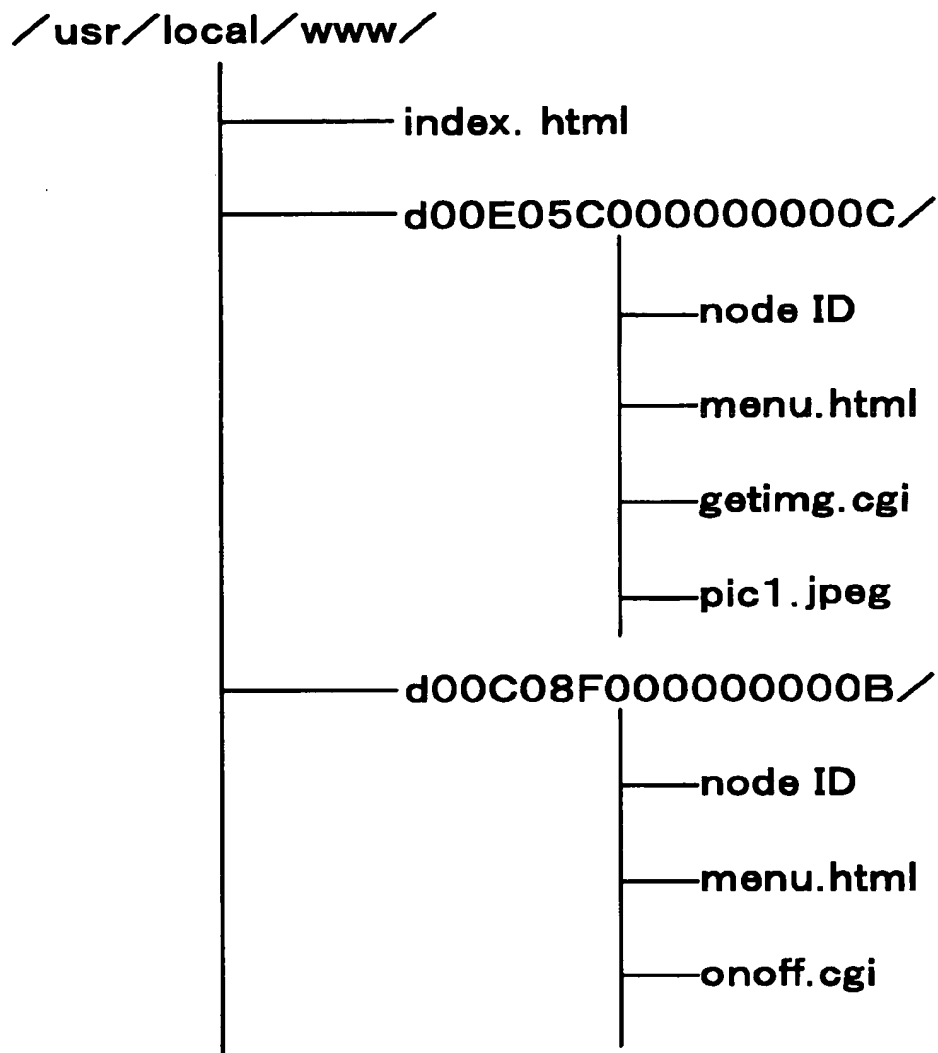 /usr/local/www/
index. html
d00E05C000000000C/
node ID
menu.html
getimg.cgi
pic1.jpeg
d00C08F000000000B/
node ID
menu.html
onoff.cgi